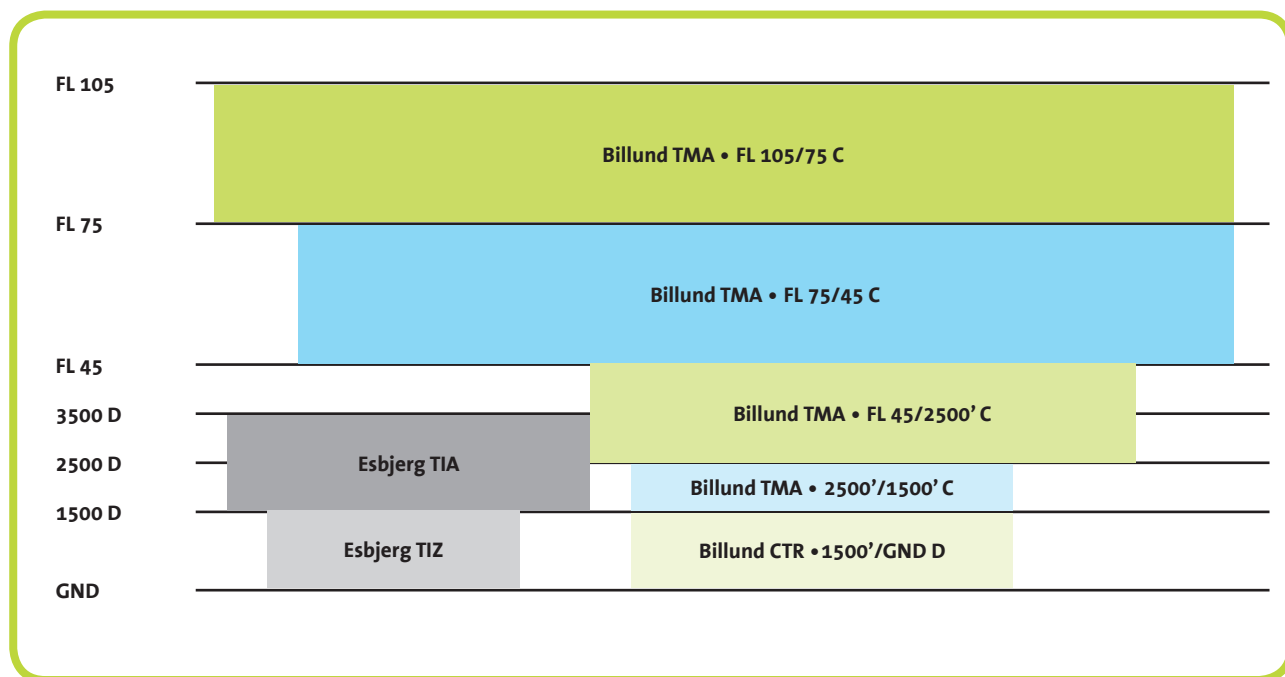 FL 105
Billund TMA • FL 105/75 C
FL 75
Billund TMA • FL 75/45 C
FL 45
3500 D
Billund TMA • FL 45/2500’ C
Esbjerg TIA
2500 D
Billund TMA • 2500’/1500’ C
1500 D
Esbjerg TIZ
Billund CTR •1500’/GND D
GND